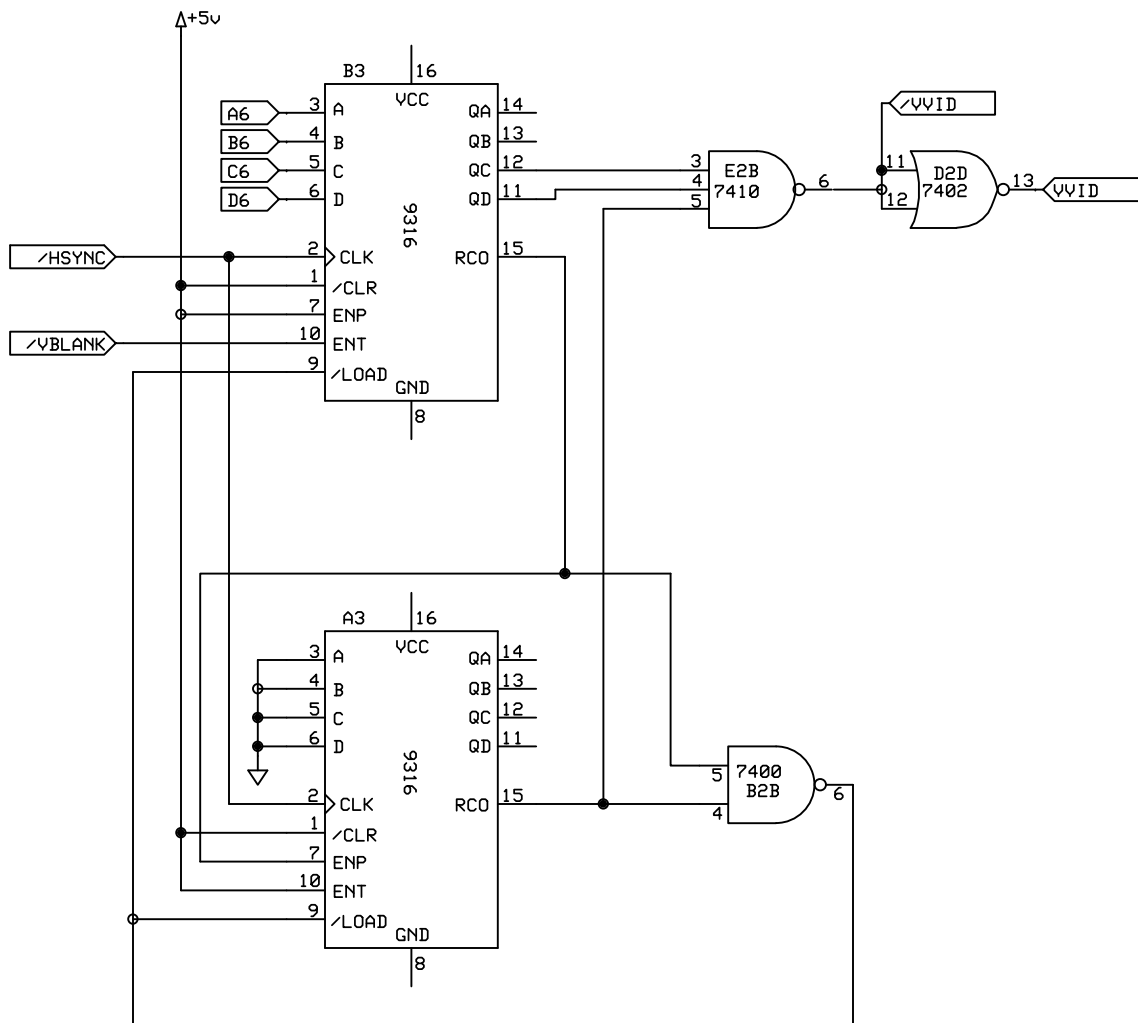 +5v
B3
16
VCC
A6
3
A
QA
14
B6
4
B
QB
13
C6
5
C
QC
12
D6
6
D
QD
11
9316
/HSYNC
2
CLK
RCO
15
1
/CLR
7
ENP
/VBLANK
10
ENT
9
/LOAD
GND
8
3
E2B
4
7410
5
6
/VVID
11
D2D
7402
12
13
VVID
A3
16
VCC
3
A
QA
14
4
B
QB
13
5
C
QC
12
6
D
QD
11
9316
2
CLK
RCO
15
1
/CLR
7
ENP
10
ENT
9
/LOAD
GND
8
5
7400
B2B
4
6